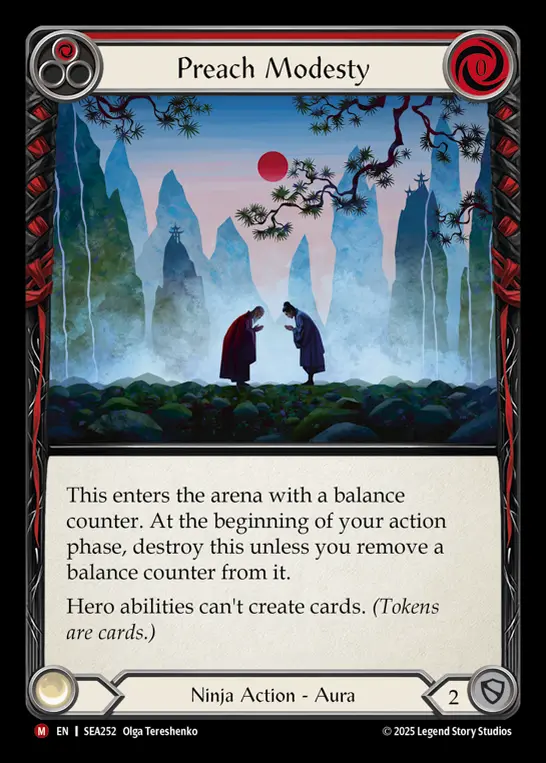 Preach Modesty
0
This enters the arena with a balance
counter. At the beginning of your action
phase, destroy this unless you remove a
balance counter from it.
Hero abilities can't create cards. (Tokens
are cards.)
Ninja Action - Aura
2
M EN | SEA252 Olga Tereshenko
© 2025 Legend Story Studios